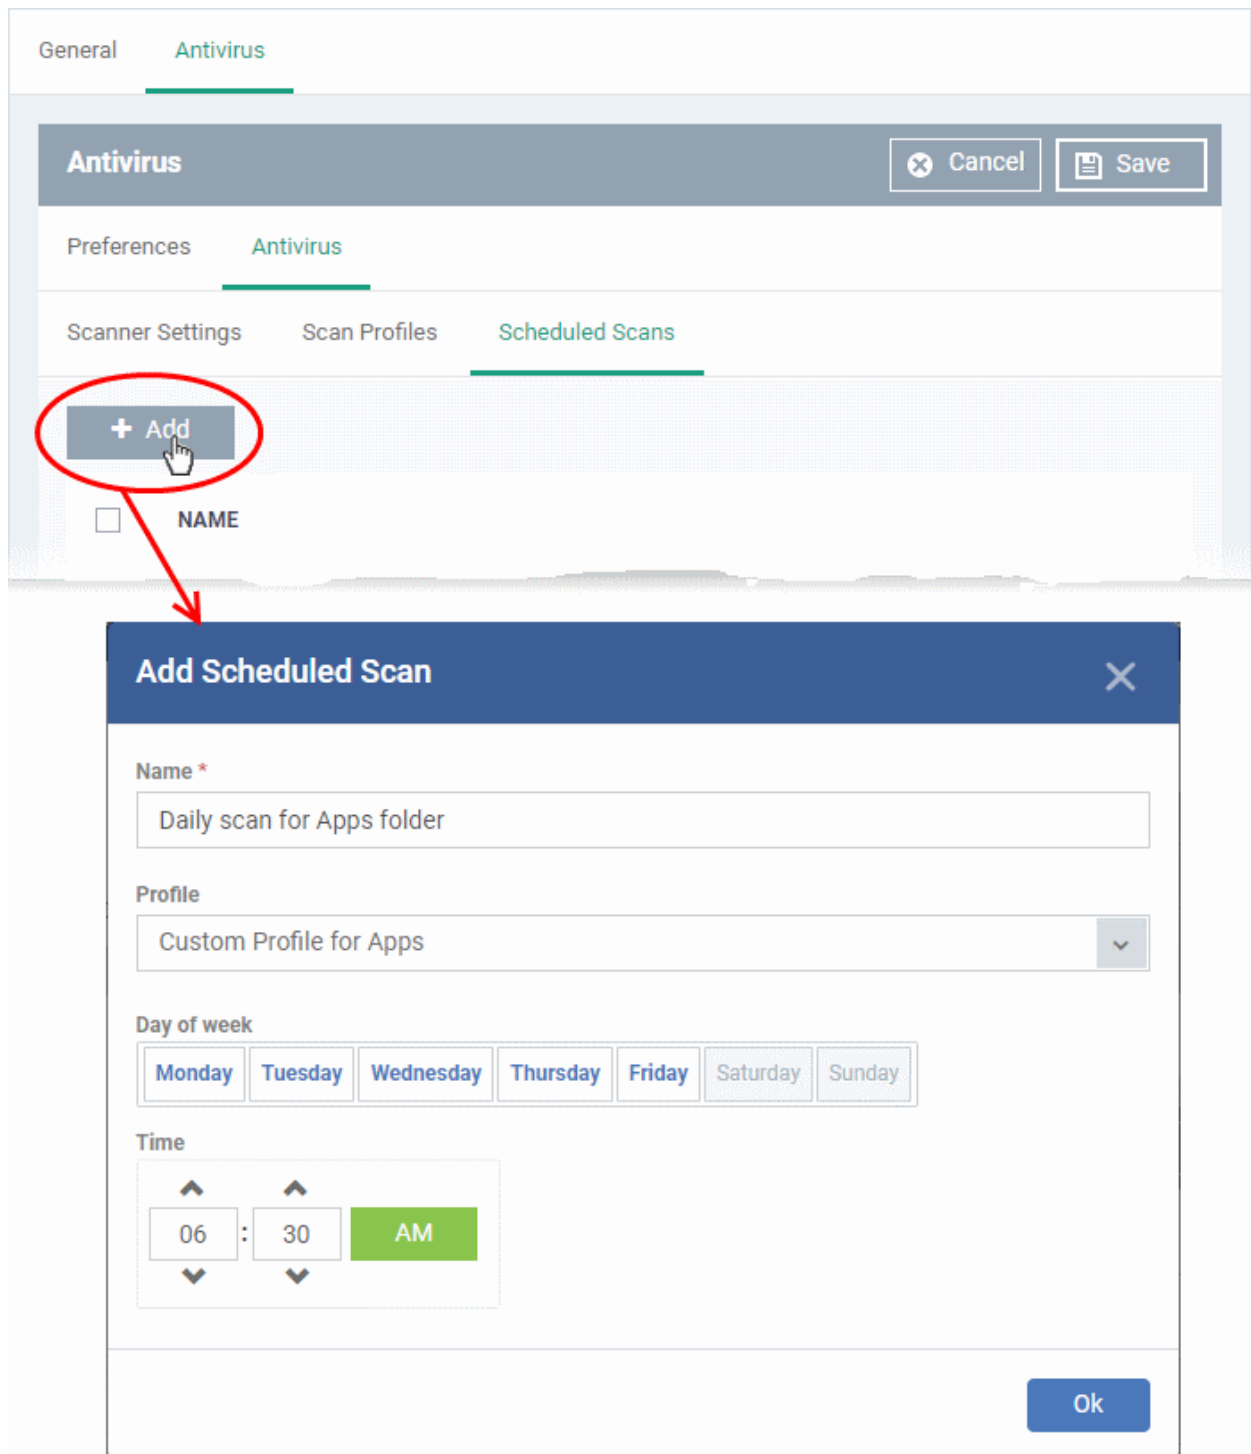 General Antivirus
Antivirus Cancel Save
Preferences Antivirus
Scanner Settings Scan Profiles Scheduled Scans
+ Add
NAME
Add Scheduled Scan
Name *
Daily scan for Apps folder
Profile
Custom Profile for Apps
Day of week
Monday Tuesday Wednesday Thursday Friday Saturday Sunday
Time
06 : 30 AM
Ok